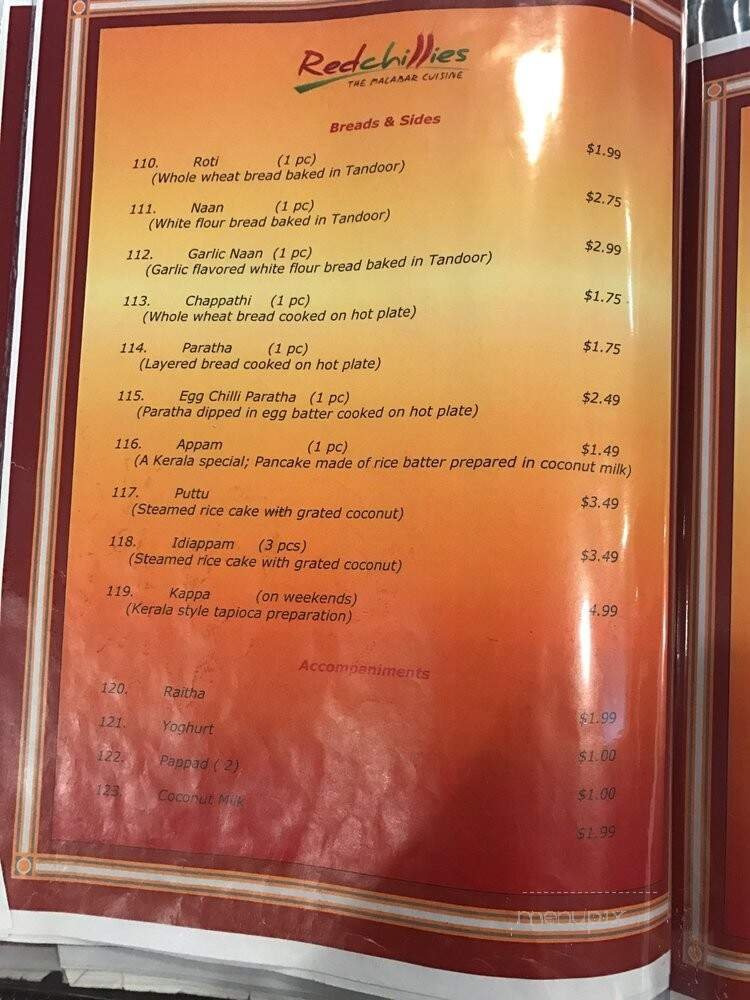 Redchillies
THE MALABAR CUISINE
Breads & Sides
110. Roti (1 pc) $1.99
(Whole wheat bread baked in Tandoor)
111. Naan (1 pc) $2.75
(White flour bread baked in Tandoor)
112. Garlic Naan (1 pc) $2.99
(Garlic flavored white flour bread baked in Tandoor)
113. Chappathi (1 pc) $1.75
(Whole wheat bread cooked on hot plate)
114. Paratha (1 pc) $1.75
(Layered bread cooked on hot plate)
115. Egg Chilli Paratha (1 pc) $2.49
(Paratha dipped in egg batter cooked on hot plate)
116. Appam (1 pc) $1.49
(A Kerala special; Pancake made of rice batter prepared in coconut milk)
117. Puttu $3.49
(Steamed rice cake with grated coconut)
118. Idiappam (3 pcs) $3.49
(Steamed rice cake with grated coconut)
119. Kappa (on weekends) 4.99
(Kerala style tapioca preparation)
Accompaniments
120. Raitha $1.99
121. Yoghurt $1.00
122. Pappad ( 2) $1.00
123. Coconut Milk $1.99
menupix